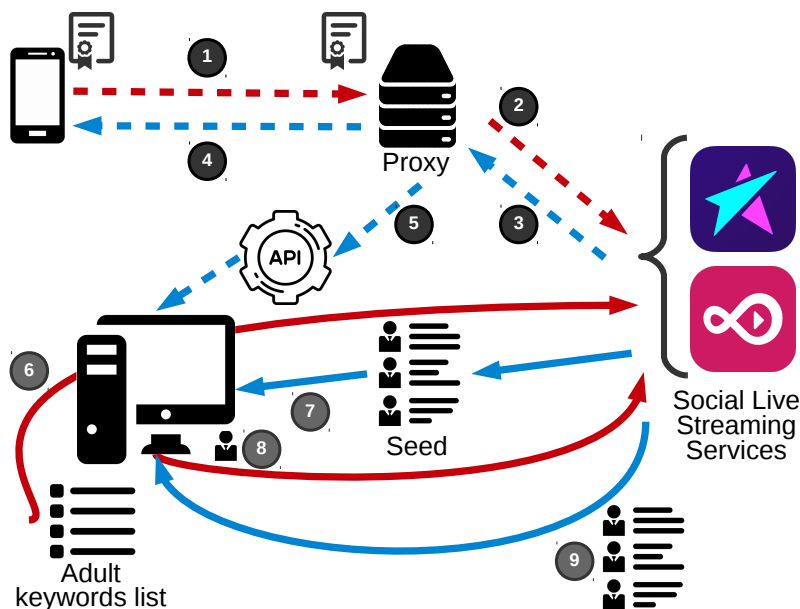 1
2
Proxy
4
3
5
API
6
7
Seed
8
Social Live
Streaming
Services
9
Adult
keywords list